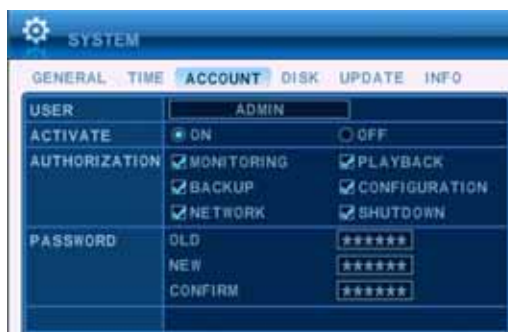 SYSTEM
GENERAL TIME ACCOUNT DISK UPDATE INFO
USER ADMIN
ACTIVATE ON OFF
AUTHORIZATION MONITORING PLAYBACK
BACKUP CONFIGURATION
NETWORK SHUTDOWN
PASSWORD OLD ******
NEW ******
CONFIRM ******